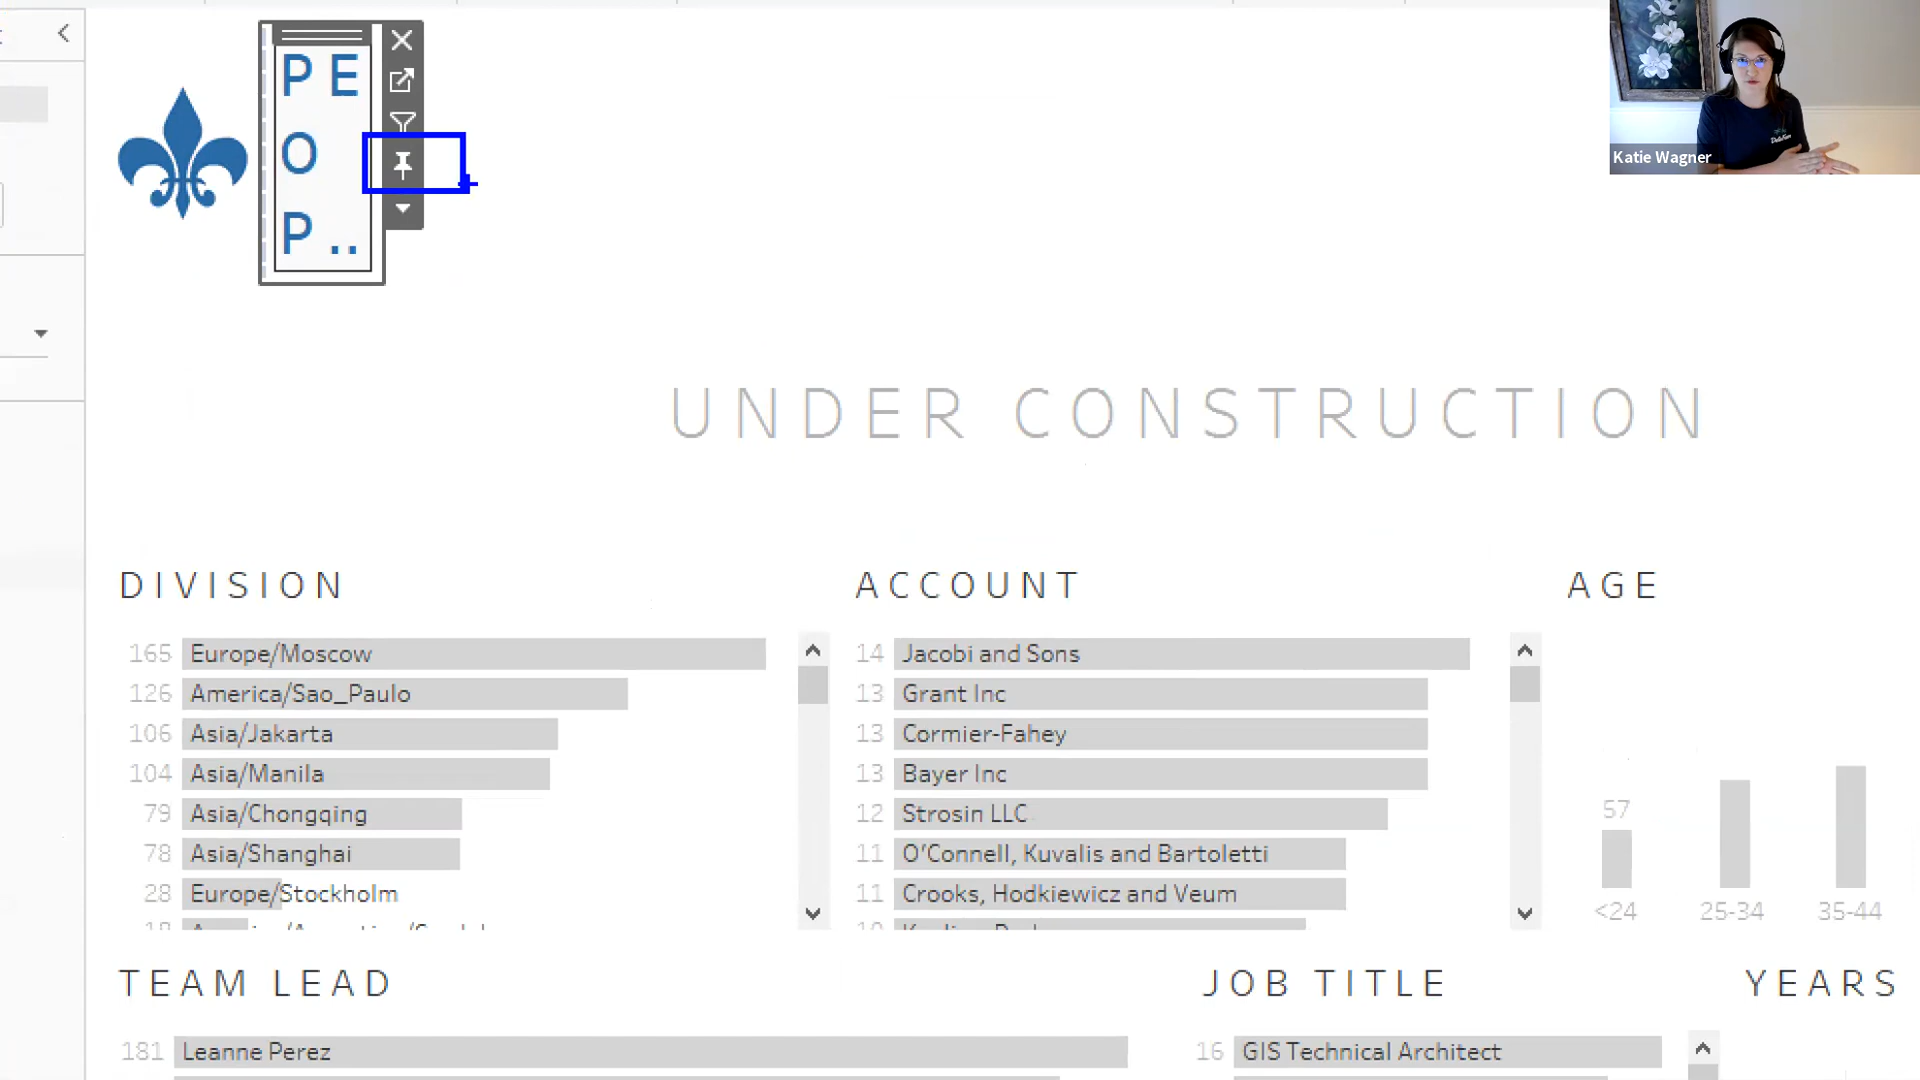 P E
O
P ..
Katie Wagner
UNDER CONSTRUCTION
DIVISION
165 Europe/Moscow
126 America/Sao_Paulo
106 Asia/Jakarta
104 Asia/Manila
79 Asia/Chongqing
78 Asia/Shanghai
28 Europe/Stockholm
ACCOUNT
14 Jacobi and Sons
13 Grant Inc
13 Cormier-Fahey
13 Bayer Inc
12 Strosin LLC
11 O'Connell, Kuvalis and Bartoletti
11 Crooks, Hodkiewicz and Veum
AGE
57
<24 25-34 35-44
TEAM LEAD
181 Leanne Perez
JOB TITLE
16 GIS Technical Architect
YEARS